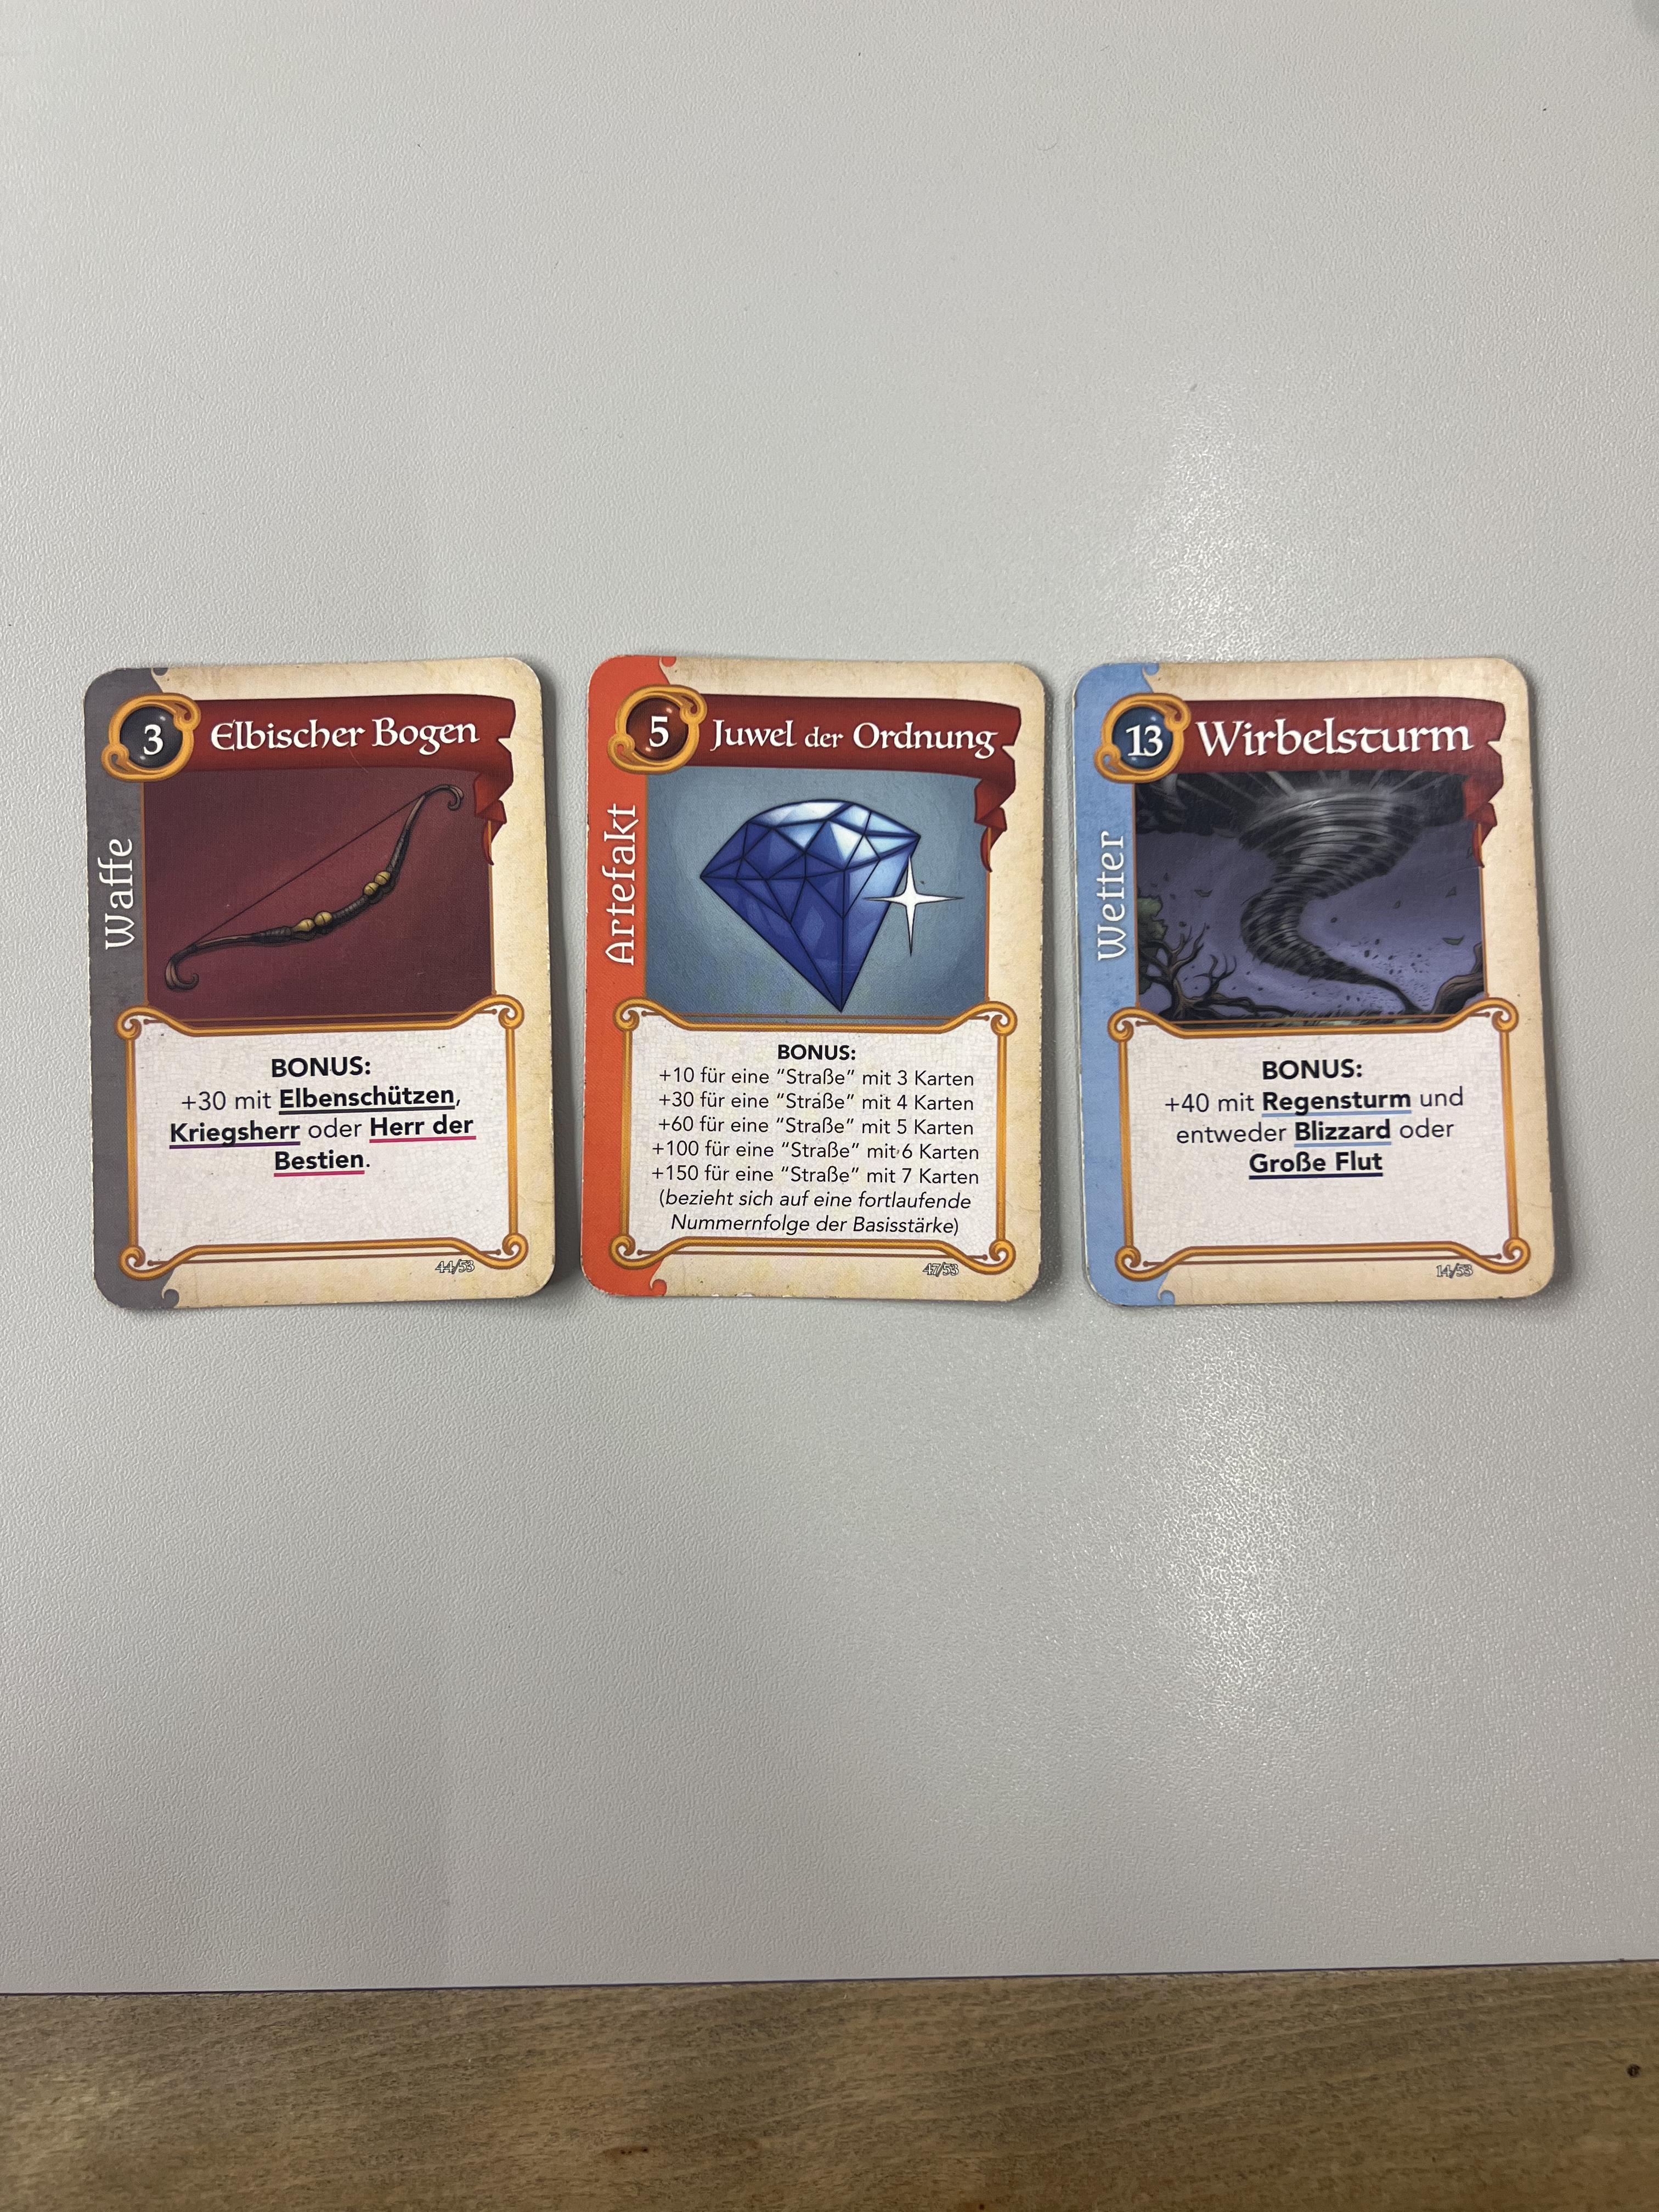 3 Elbischer Bogen
Waffe
BONUS:
+30 mit Elbenschützen,
Kriegsherr oder Herr der
Bestien.
44/53
5 Juwel der Ordnung
Artefakt
BONUS:
+10 für eine "Straße" mit 3 Karten
+30 für eine "Straße" mit 4 Karten
+60 für eine "Straße" mit 5 Karten
+100 für eine "Straße" mit 6 Karten
+150 für eine "Straße" mit 7 Karten
(bezieht sich auf eine fortlaufende
Nummernfolge der Basisstärke)
47/53
13 Wirbelsturm
Wetter
BONUS:
+40 mit Regensturm und
entweder Blizzard oder
Große Flut
14/53